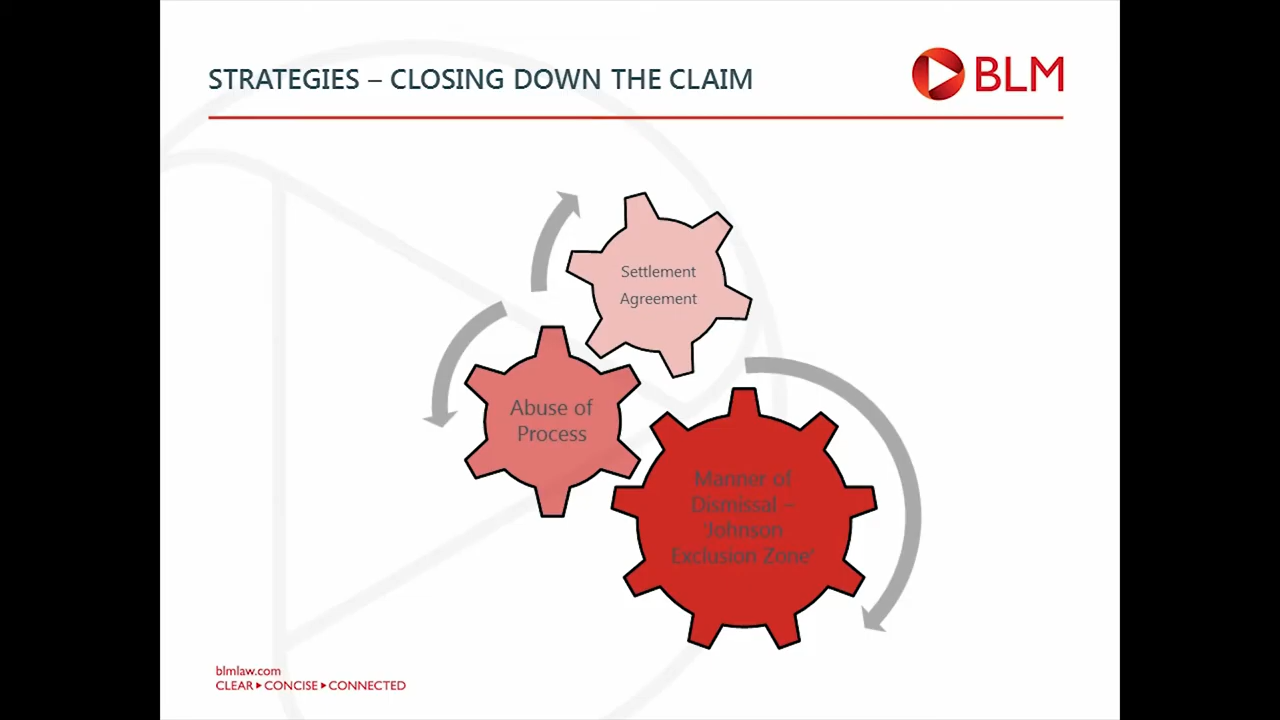 STRATEGIES – CLOSING DOWN THE CLAIM
BLM
Settlement
Agreement
Abuse of
Process
Manner of
Dismissal –
'Johnson
Exclusion Zone'
blmlaw.com
CLEAR▸CONCISE▸CONNECTED